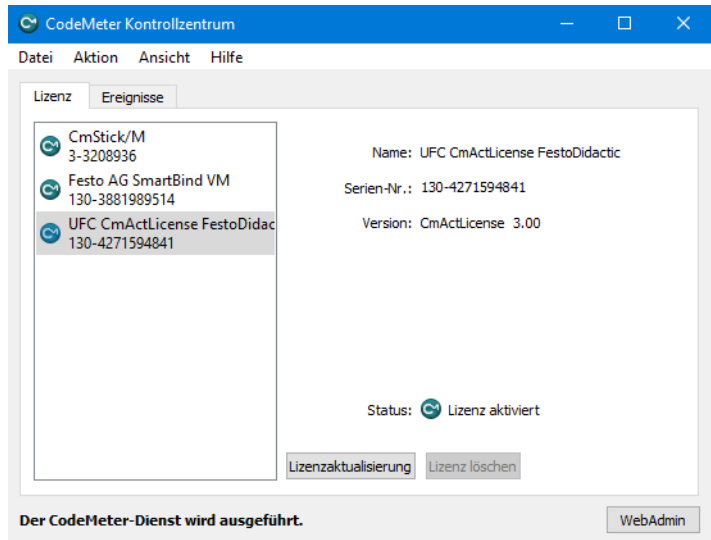 CodeMeter Kontrollzentrum
Datei Aktion Ansicht Hilfe
Lizenz Ereignisse
CmStick/M
3-3208936
Festo AG SmartBind VM
130-3881989514
UFC CmActLicense FestoDidac
130-4271594841
Name: UFC CmActLicense FestoDidactic
Serien-Nr.: 130-4271594841
Version: CmActLicense 3.00
Status: Lizenz aktiviert
Lizenzaktualisierung Lizenz löschen
Der CodeMeter-Dienst wird ausgeführt.
WebAdmin